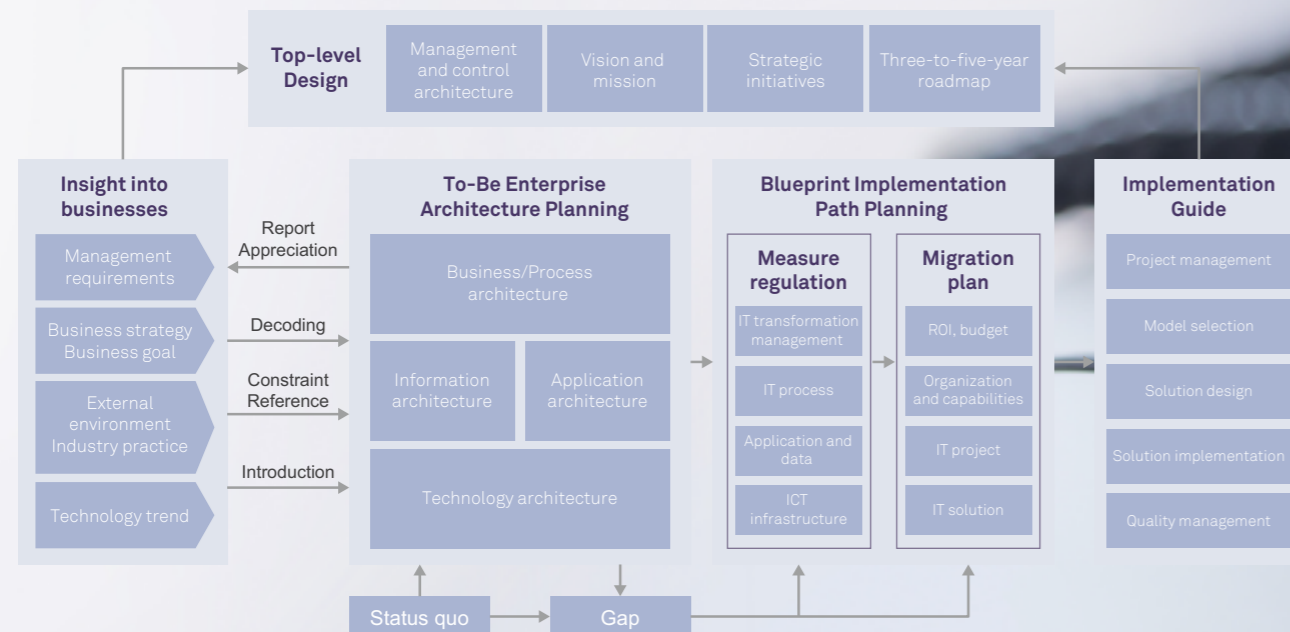 Top-level
Design
Management
and control
architecture
Vision and
mission
Strategic
initiatives
Three-to-five-year
roadmap
Insight into
businesses
Management
requirements
Business strategy
Business goal
External
environment
Industry practice
Technology trend
Report
Appreciation
Decoding
Constraint
Reference
Introduction
To-Be Enterprise
Architecture Planning
Business/Process
architecture
Information
architecture
Application
architecture
Technology architecture
Blueprint Implementation
Path Planning
Measure
regulation
IT transformation
management
IT process
Application and
data
ICT
infrastructure
Migration
plan
ROI, budget
Organization
and capabilities
IT project
IT solution
Implementation
Guide
Project management
Model selection
Solution design
Solution implementation
Quality management
Status quo
Gap